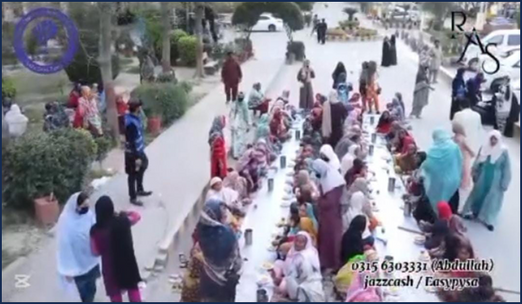 RAS
0315 6303331 (Abdullah)
jazzcash / Easypysa